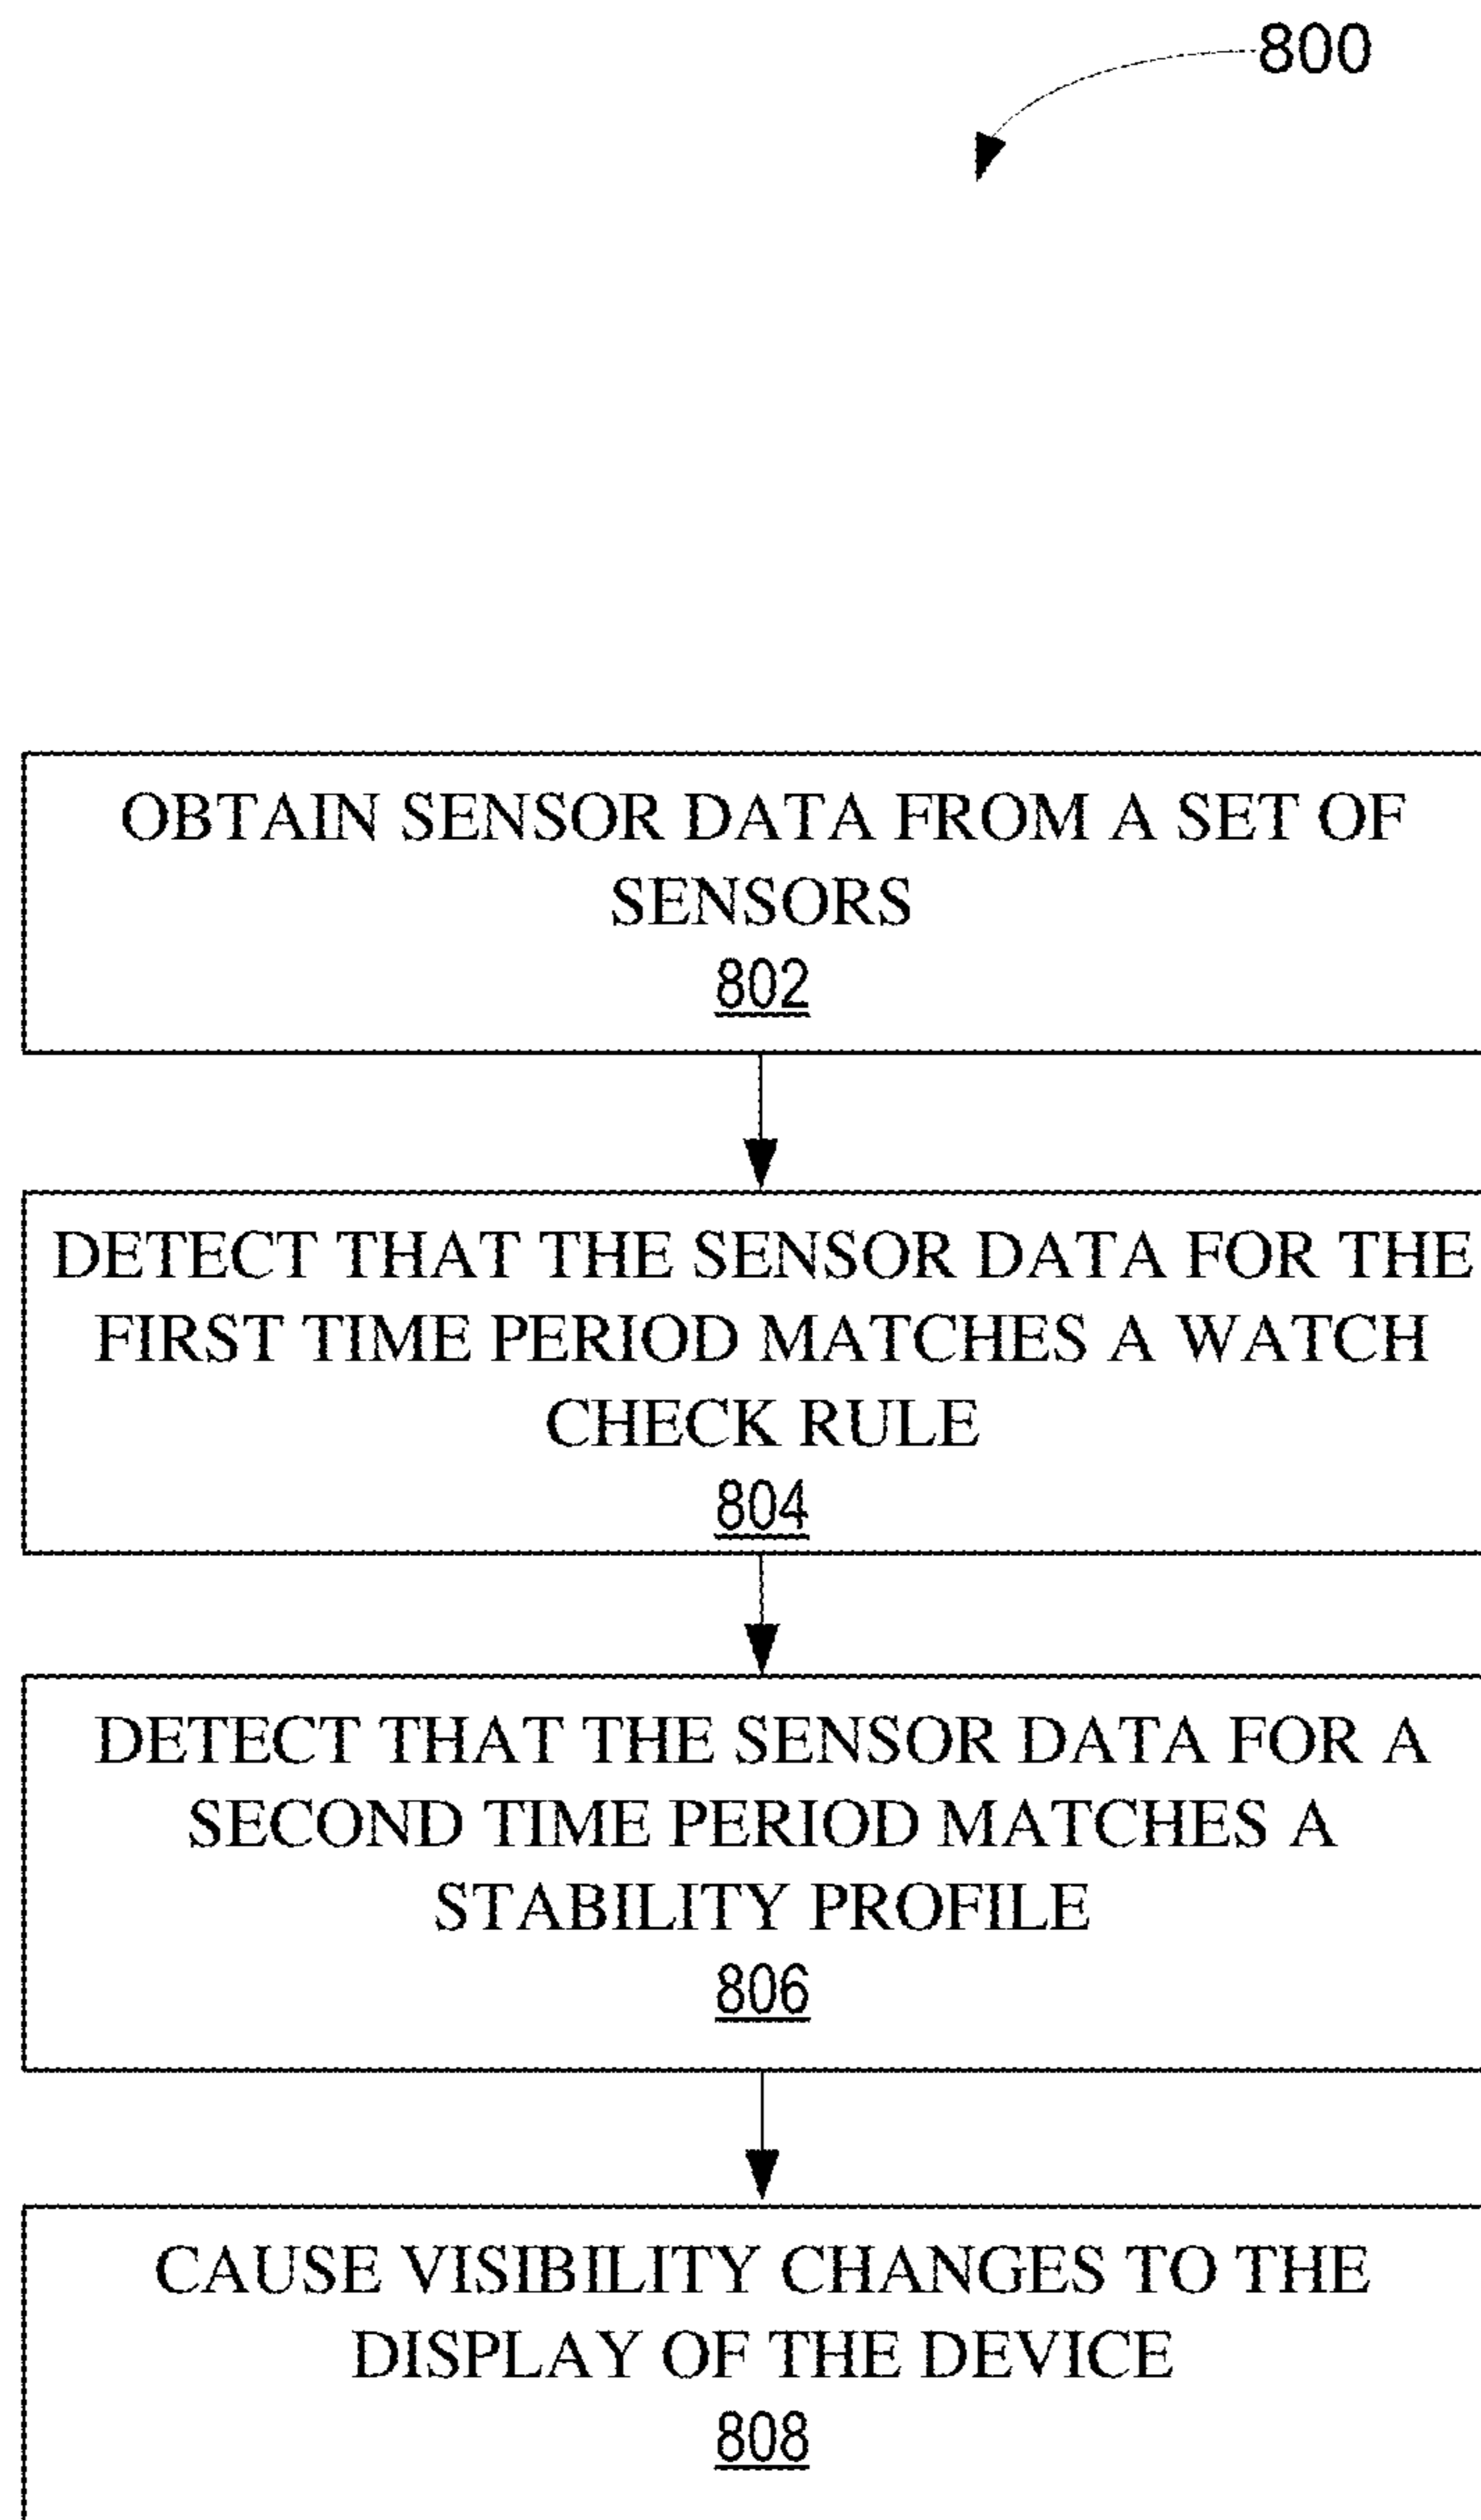 800
OBTAIN SENSOR DATA FROM A SET OF
SENSORS
802
DETECT THAT THE SENSOR DATA FOR THE
FIRST TIME PERIOD MATCHES A WATCH
CHECK RULE
804
DETECT THAT THE SENSOR DATA FOR A
SECOND TIME PERIOD MATCHES A
STABILITY PROFILE
806
CAUSE VISIBILITY CHANGES TO THE
DISPLAY OF THE DEVICE
808